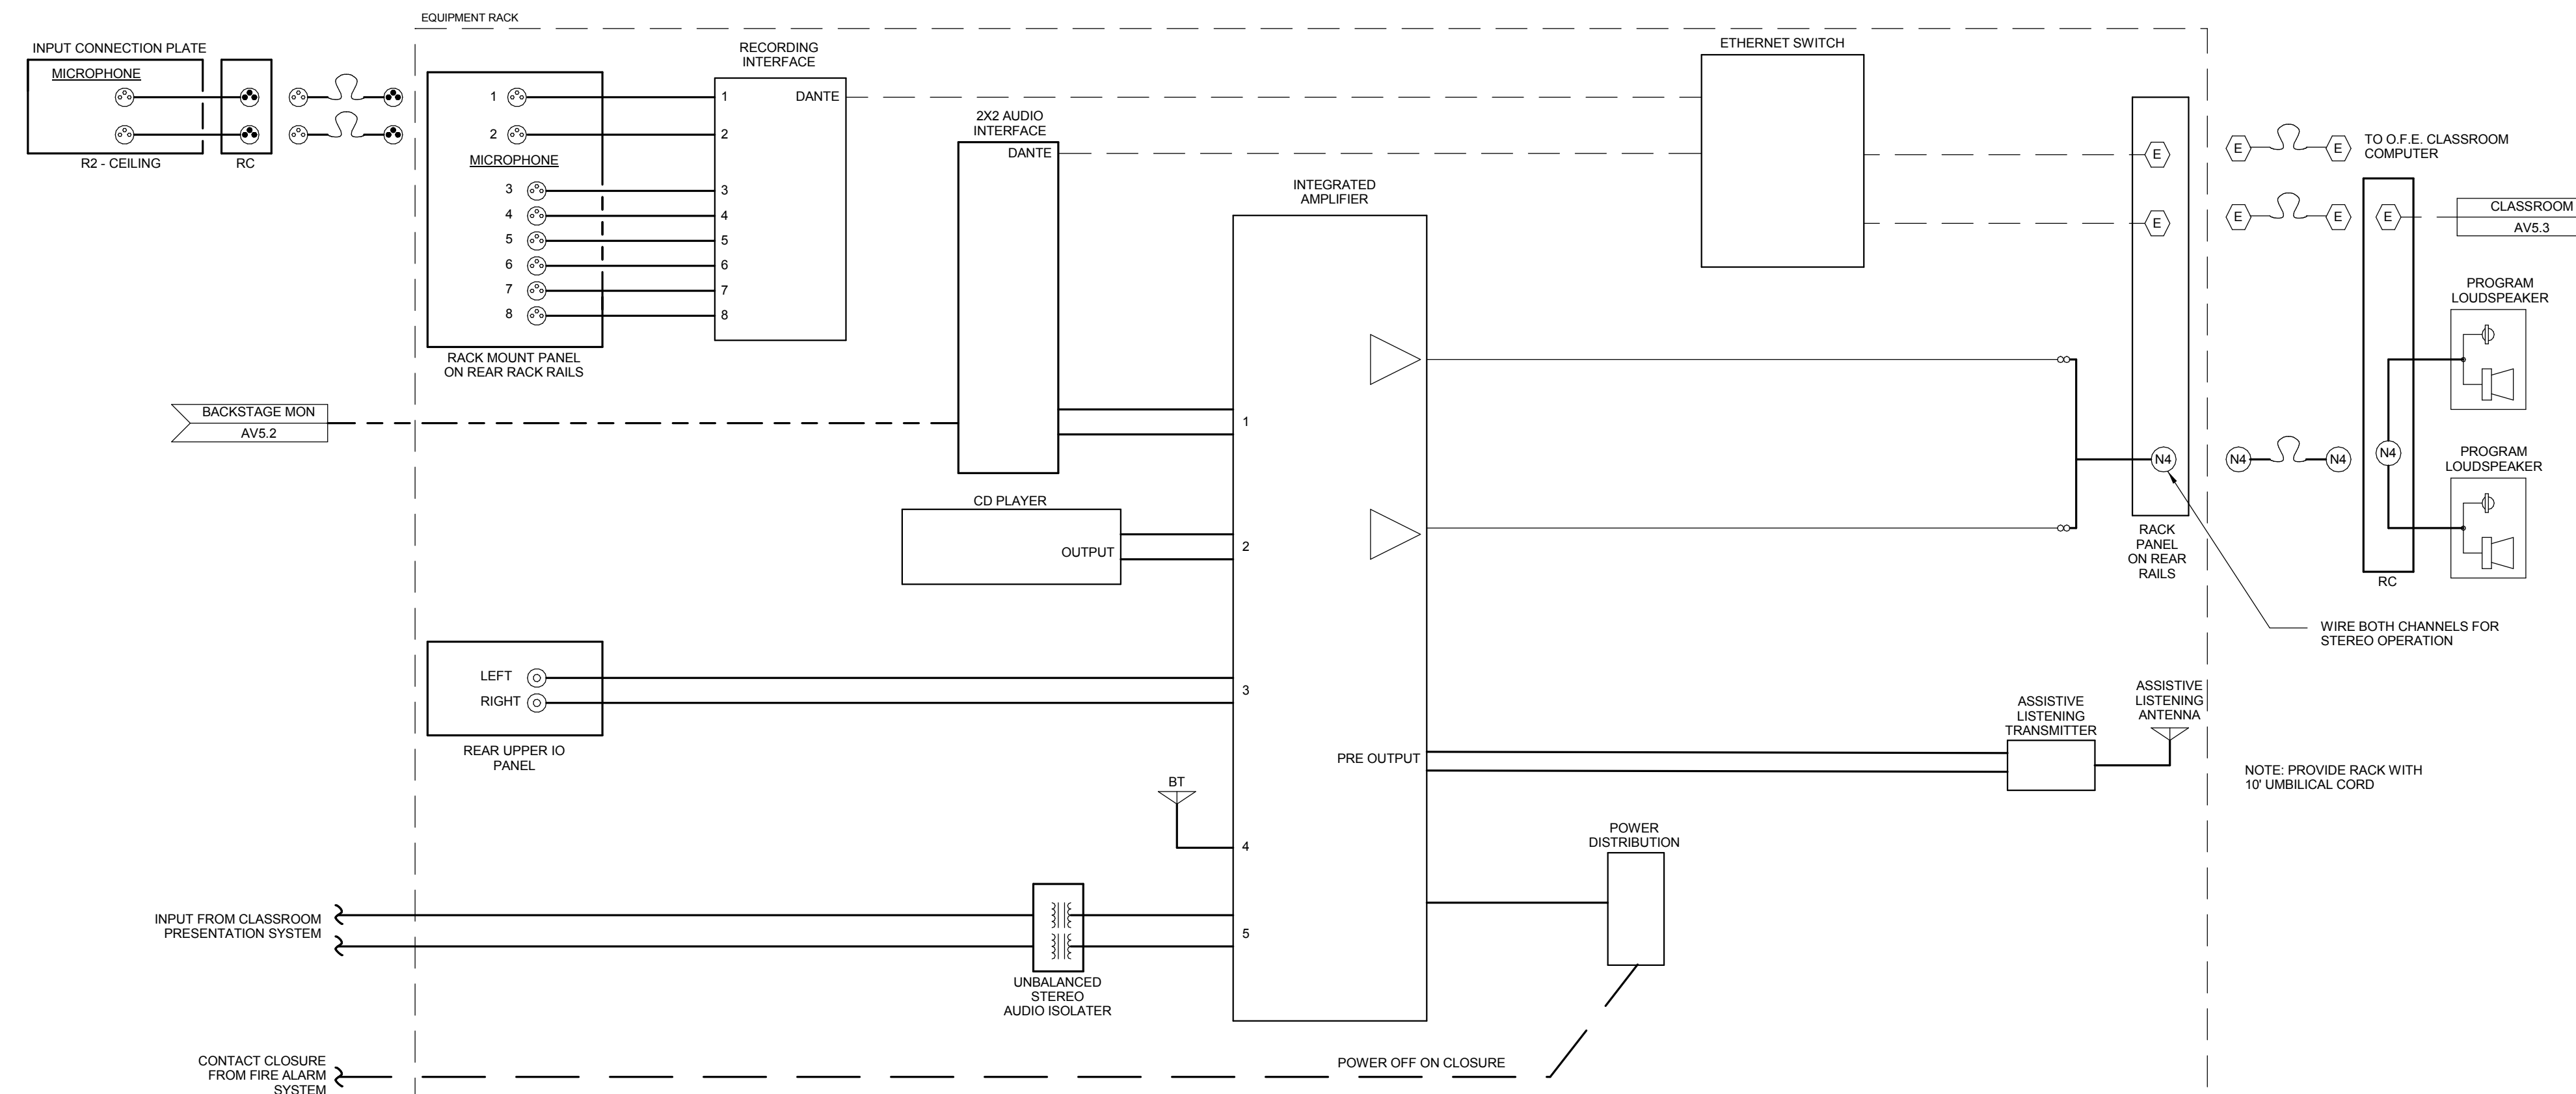 EQUIPMENT RACK
INPUT CONNECTION PLATE
MICROPHONE
R2 - CEILING
RC
1
2
MICROPHONE
3
4
5
6
7
8
RACK MOUNT PANEL
ON REAR RACK RAILS
RECORDING
INTERFACE
1
DANTE
2
3
4
5
6
7
8
2X2 AUDIO
INTERFACE
DANTE
ETHERNET SWITCH
INTEGRATED
AMPLIFIER
1
2
3
4
5
PRE OUTPUT
BACKSTAGE MON
AV5.2
CD PLAYER
OUTPUT
LEFT
RIGHT
REAR UPPER IO
PANEL
BT
INPUT FROM CLASSROOM
PRESENTATION SYSTEM
UNBALANCED
STEREO
AUDIO ISOLATER
CONTACT CLOSURE
FROM FIRE ALARM
SYSTEM
POWER OFF ON CLOSURE
POWER
DISTRIBUTION
E
E
N4
RACK
PANEL
ON REAR
RAILS
E
E
TO O.F.E. CLASSROOM
COMPUTER
E
E
E
CLASSROOM
AV5.3
N4
N4
N4
RC
PROGRAM
LOUDSPEAKER
PROGRAM
LOUDSPEAKER
WIRE BOTH CHANNELS FOR
STEREO OPERATION
ASSISTIVE
LISTENING
TRANSMITTER
ASSISTIVE
LISTENING
ANTENNA
NOTE: PROVIDE RACK WITH
10' UMBILICAL CORD